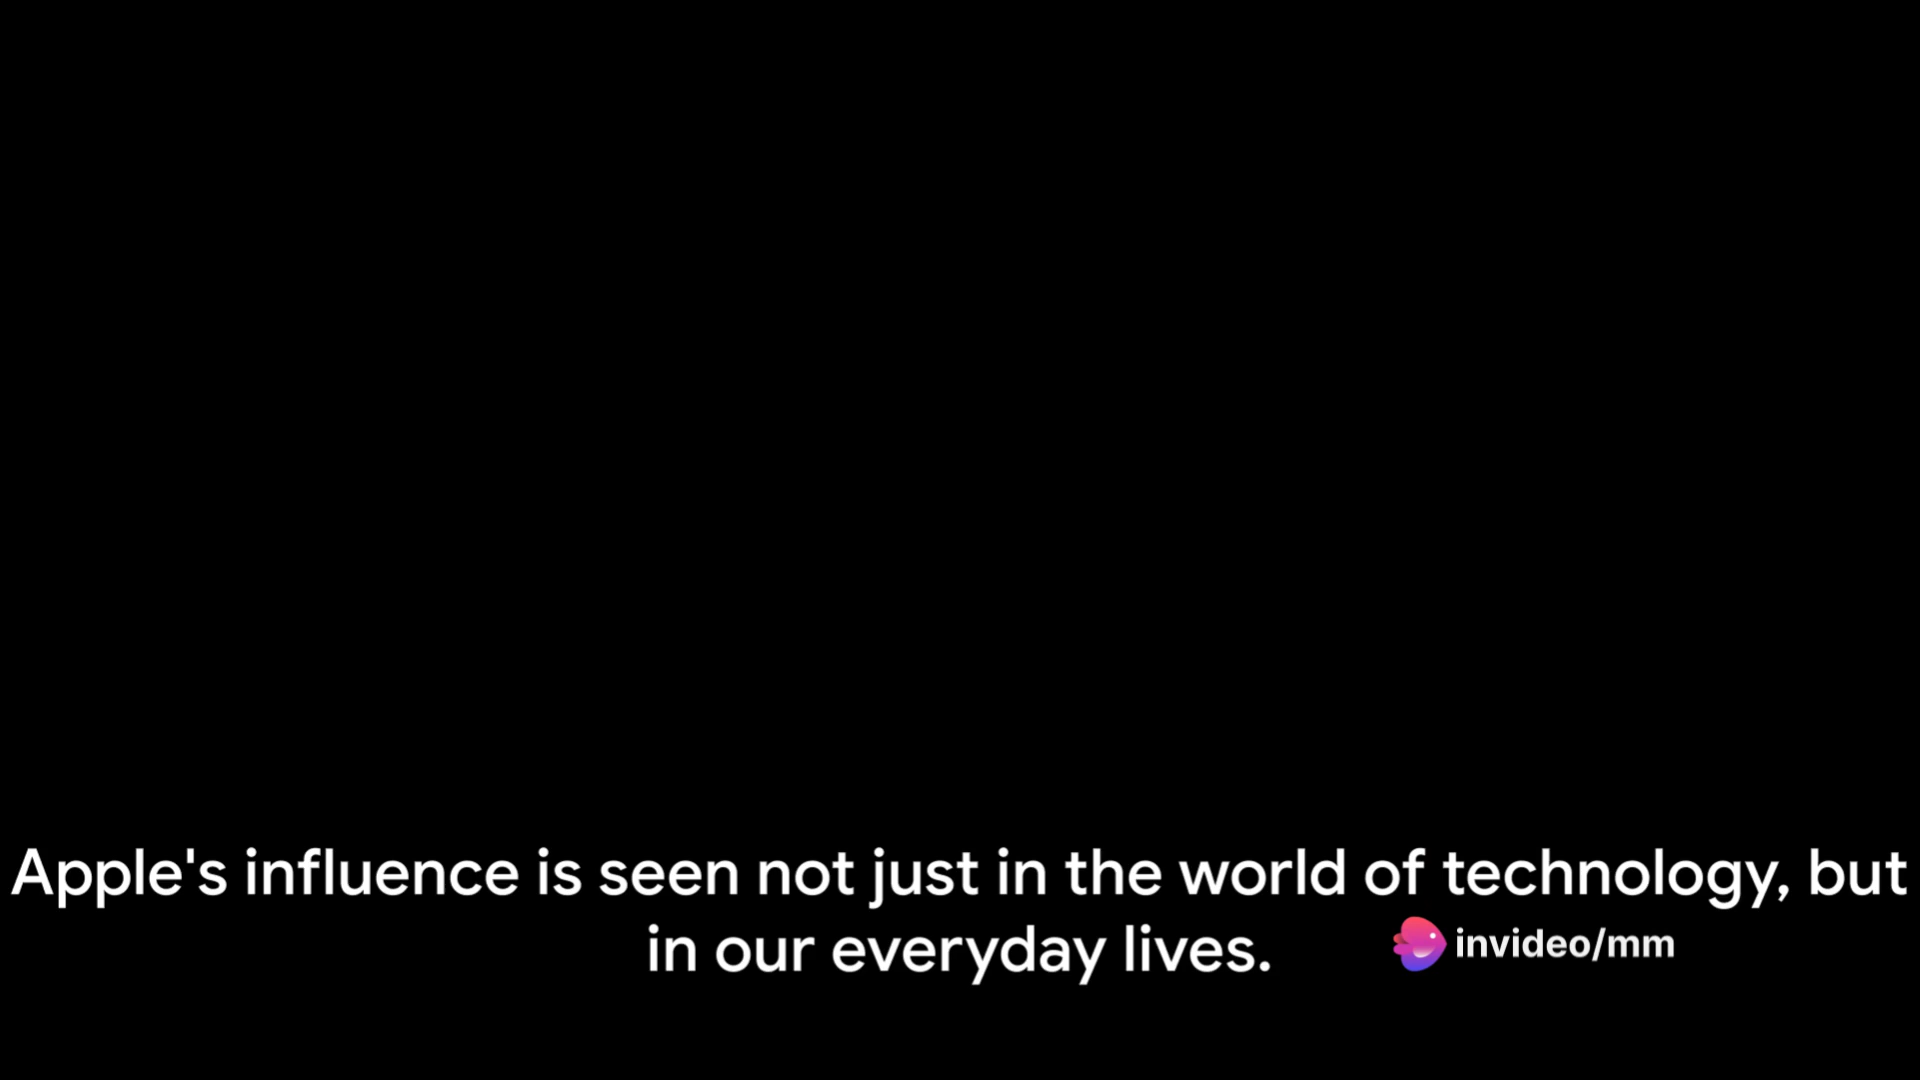 Apple's influence is seen not just in the world of technology, but
in our everyday lives.
invideo/mm